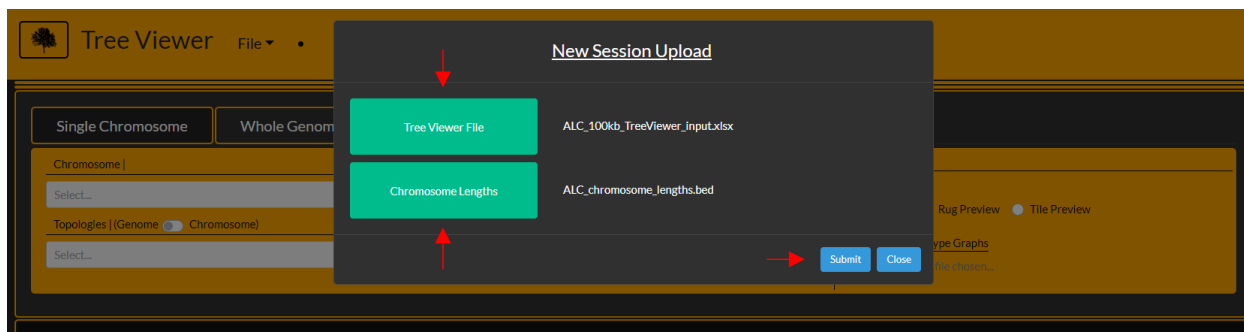 Tree Viewer File
New Session Upload
Single Chromosome Whole Genom
Tree Viewer File ALC_100kb_TreeViewer_input.xlsx
Chromosome |
Select...
Chromosome Lengths ALC_chromosome_lengths.bed
Rug Preview Tile Preview
Topologies | (Genome Chromosome)
Select...
ype Graphs
Submit Close
file chosen...